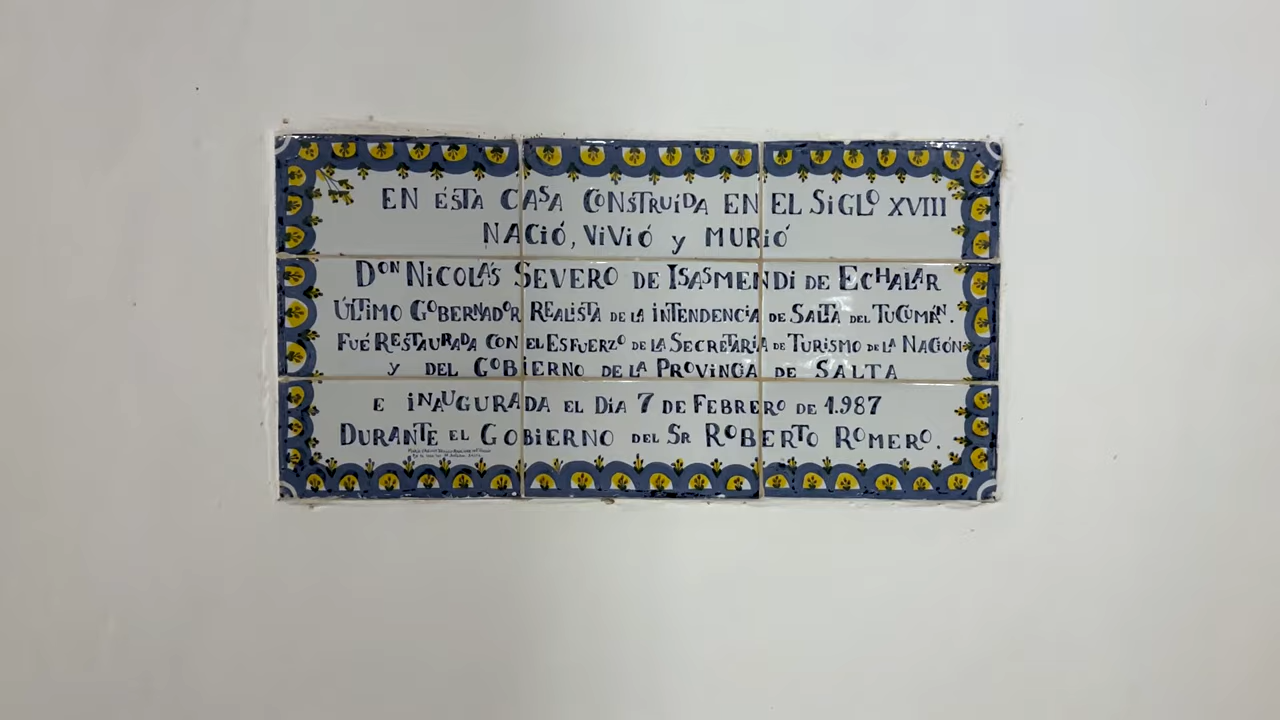 EN ÉSTA CASA CONSTRUÍDA EN EL SIGLO XVIII
NACIÓ, VIVIÓ y MURIÓ
DON NICOLÁS SEVERO DE ISASMENDI DE ECHALAR
ÚLTIMO GOBERNADOR REALISTA DE LA INTENDENCIA DE SALTA DEL TUCUMÁN.
FUÉ RESTAURADA CON EL ESFUERZO DE LA SECRETARÍA DE TURISMO DE LA NACIÓN
y DEL GOBIERNO DE LA PROVINCIA DE SALTA
E INAUGURADA EL DÍA 7 DE FEBRERO DE 1.987
DURANTE EL GOBIERNO DEL SR ROBERTO ROMERO.